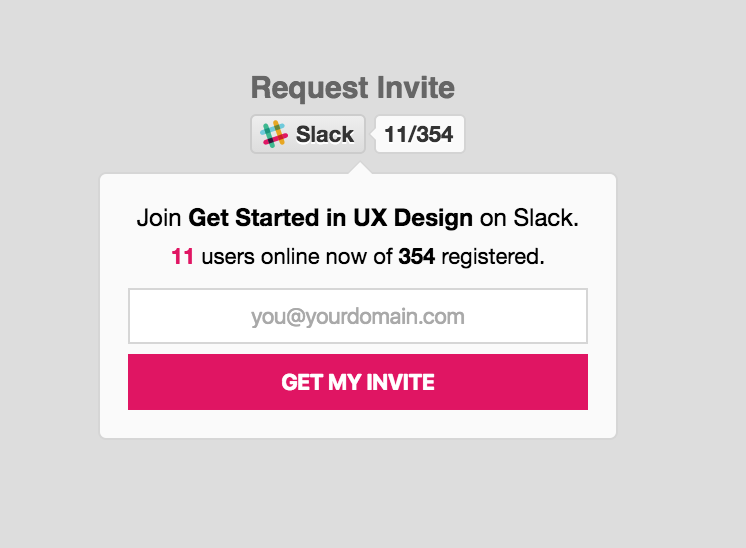 Request Invite
Slack 11/354
Join Get Started in UX Design on Slack.
11 users online now of 354 registered.
you@yourdomain.com
GET MY INVITE